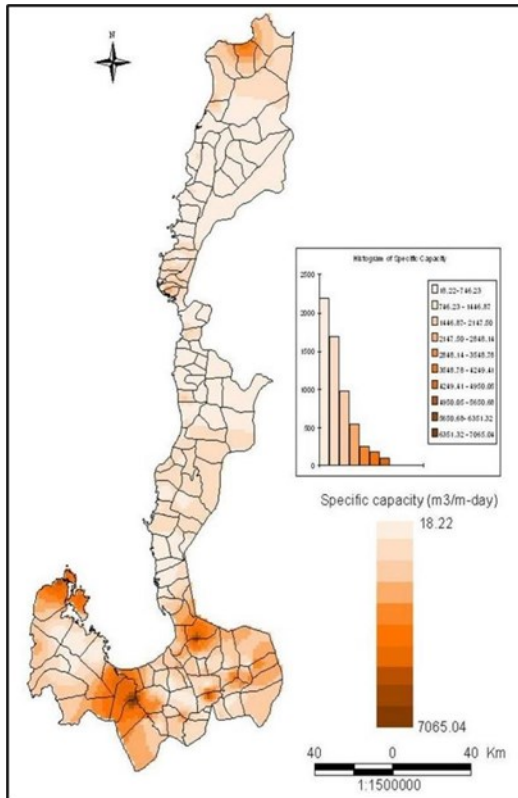 N
Histogram of Specific Capacity
2500
2000
1500
1000
500
0
18.22-746.23
746.23 - 1446.87
1446.87 - 2147.50
2147.50 - 2848.14
2848.14 - 3548.78
3548.78 - 4249.41
4249.41 - 4950.05
4950.05 - 5650.68
5650.68 - 6351.32
6351.32 - 7065.04
Specific capacity (m3/m-day)
18.22
7065.04
40 0 40 Km
1:1500000